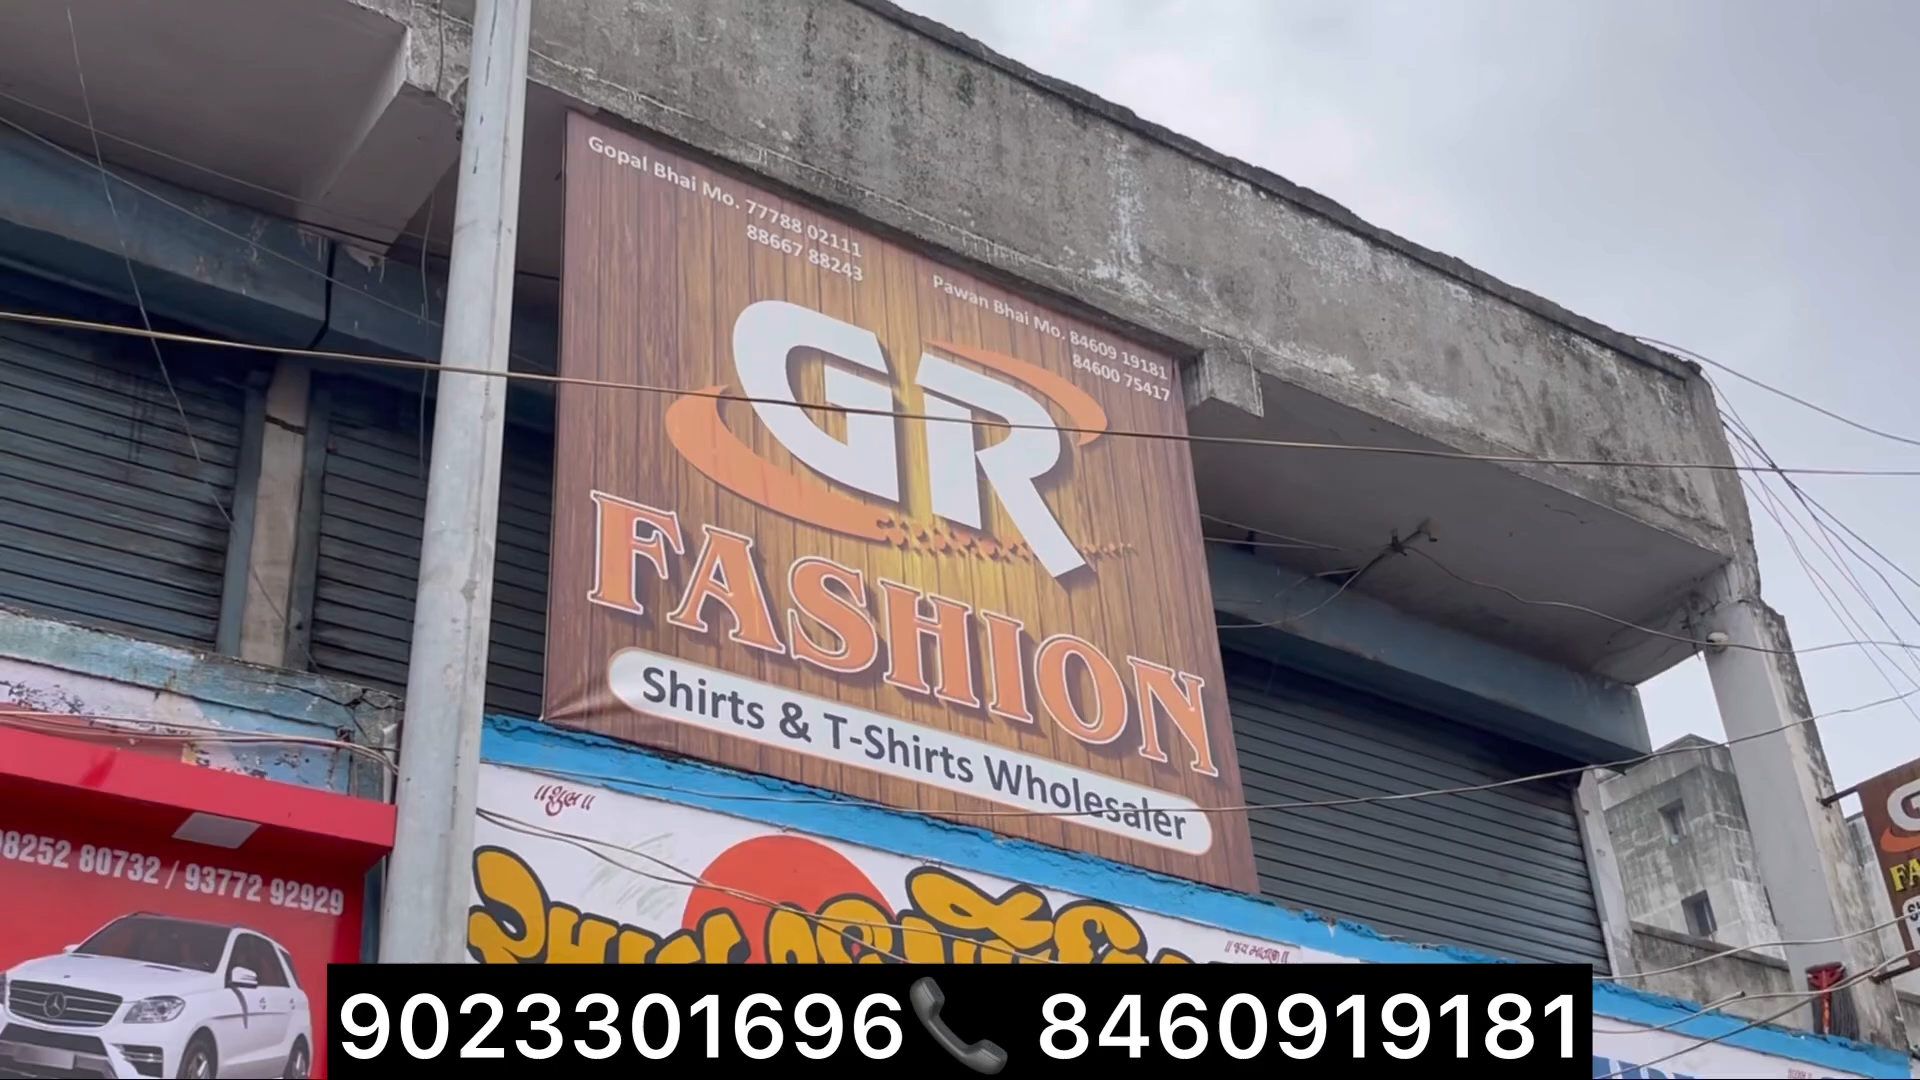 Gopal Bhai Mo. 77788 02111
88667 88243
Pawan Bhai Mo. 84609 19181
84600 75417
GR
FASHION
Shirts & T-Shirts Wholesaler
॥ શુભ ॥
98252 80732 / 93772 92929
9023301696📞 8460919181